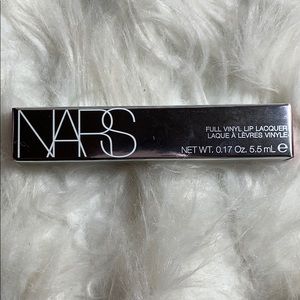 NARS
FULL VINYL LIP LACQUER
LAQUE À LÈVRES VINYLE
NET WT. 0.17 Oz. 5.5 mL ℮